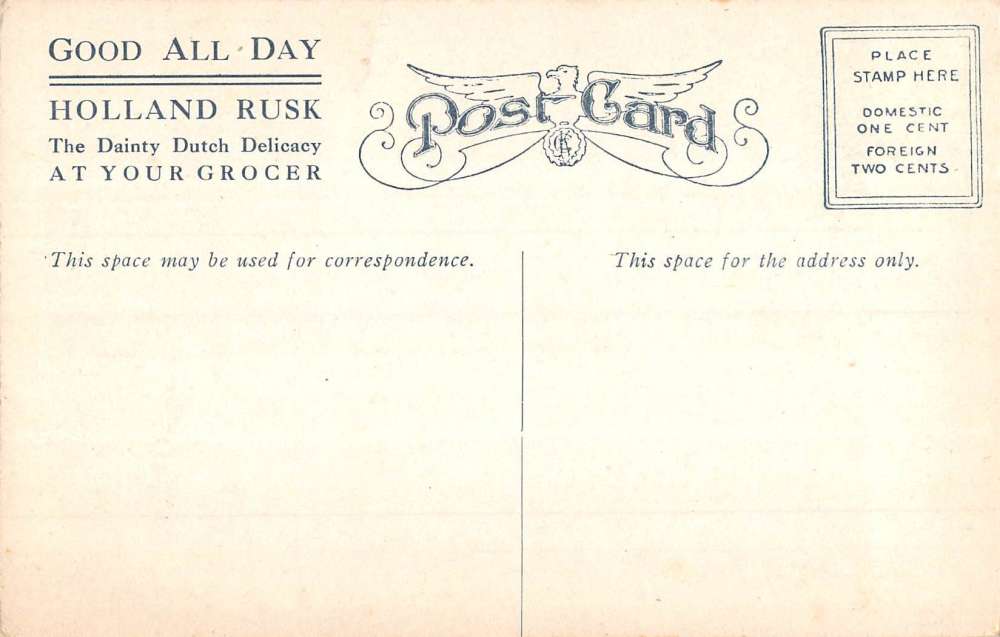 GOOD ALL DAY
HOLLAND RUSK
The Dainty Dutch Delicacy
AT YOUR GROCER
Post Card
PLACE
STAMP HERE
DOMESTIC
ONE CENT
FOREIGN
TWO CENTS
This space may be used for correspondence.
This space for the address only.